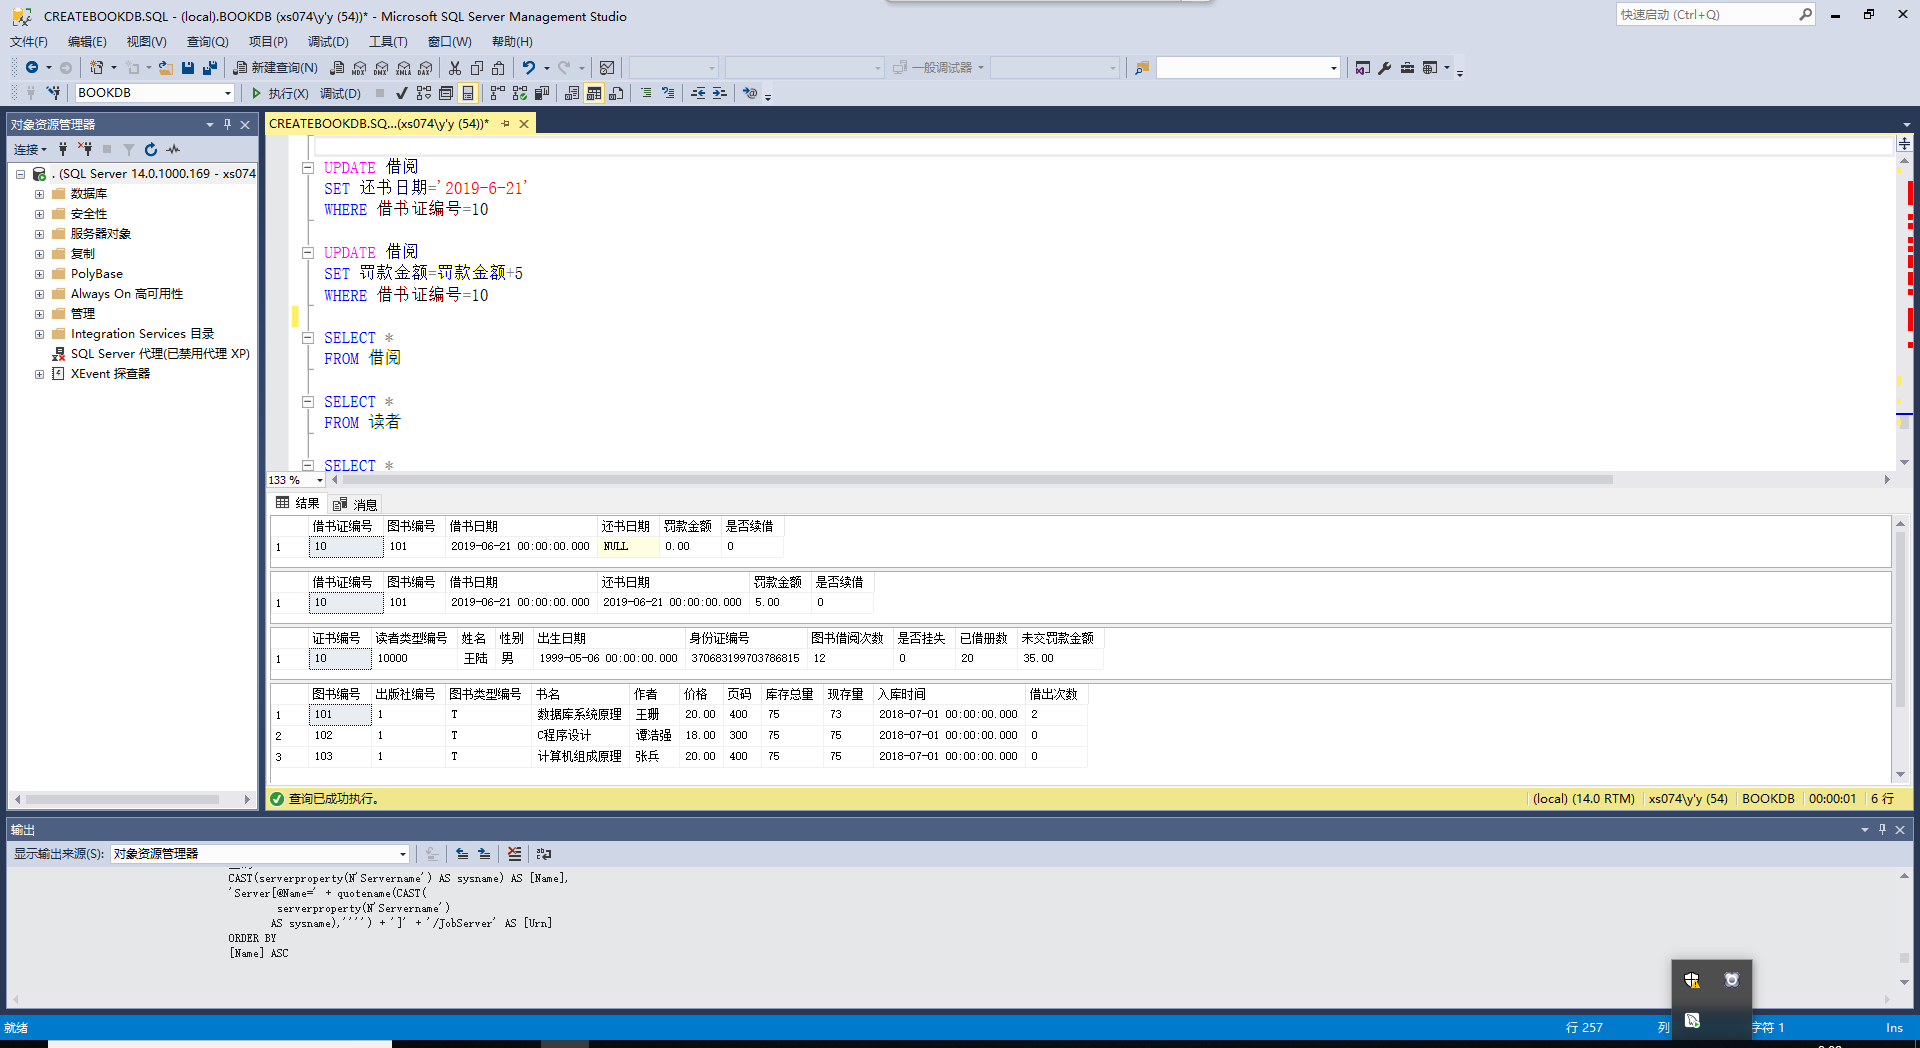 CREATEBOOKDB.SQL - (local).BOOKDB (xs074\y'y (54))* - Microsoft SQL Server Management Studio
快速启动 (Ctrl+Q)
文件(F) 编辑(E) 视图(V) 查询(Q) 项目(P) 调试(D) 工具(T) 窗口(W) 帮助(H)
新建查询(N) MDX DMX XMLA DAX 一般调试器
BOOKDB 执行(X) 调试(D)
对象资源管理器
连接
. (SQL Server 14.0.1000.169 - xs074
数据库
安全性
服务器对象
复制
PolyBase
Always On 高可用性
管理
Integration Services 目录
SQL Server 代理(已禁用代理 XP)
XEvent 探查器
CREATEBOOKDB.SQ...(xs074\y'y (54))*
UPDATE 借阅
SET 还书日期='2019-6-21'
WHERE 借书证编号=10
UPDATE 借阅
SET 罚款金额=罚款金额+5
WHERE 借书证编号=10
SELECT *
FROM 借阅
SELECT *
FROM 读者
SELECT *
133 %
结果 消息
借书证编号 图书编号 借书日期 还书日期 罚款金额 是否续借
1 10 101 2019-06-21 00:00:00.000 NULL 0.00 0
借书证编号 图书编号 借书日期 还书日期 罚款金额 是否续借
1 10 101 2019-06-21 00:00:00.000 2019-06-21 00:00:00.000 5.00 0
证书编号 读者类型编号 姓名 性别 出生日期 身份证编号 图书借阅次数 是否挂失 已借册数 未交罚款金额
1 10 10000 王陆 男 1999-05-06 00:00:00.000 370683199703786815 12 0 20 35.00
图书编号 出版社编号 图书类型编号 书名 作者 价格 页码 库存总量 现存量 入库时间 借出次数
1 101 1 T 数据库系统原理 王珊 20.00 400 75 73 2018-07-01 00:00:00.000 2
2 102 1 T C程序设计 谭浩强 18.00 300 75 75 2018-07-01 00:00:00.000 0
3 103 1 T 计算机组成原理 张兵 20.00 400 75 75 2018-07-01 00:00:00.000 0
查询已成功执行。 (local) (14.0 RTM) xs074\y'y (54) BOOKDB 00:00:01 6 行
输出
显示输出来源(S): 对象资源管理器
CAST(serverproperty(N'Servername') AS sysname) AS [Name],
'Server[@Name=' + quotename(CAST(
serverproperty(N'Servername')
AS sysname),'''') + ']' + '/JobServer' AS [Urn]
ORDER BY
[Name] ASC
就绪 行 257 列 字符 1 Ins